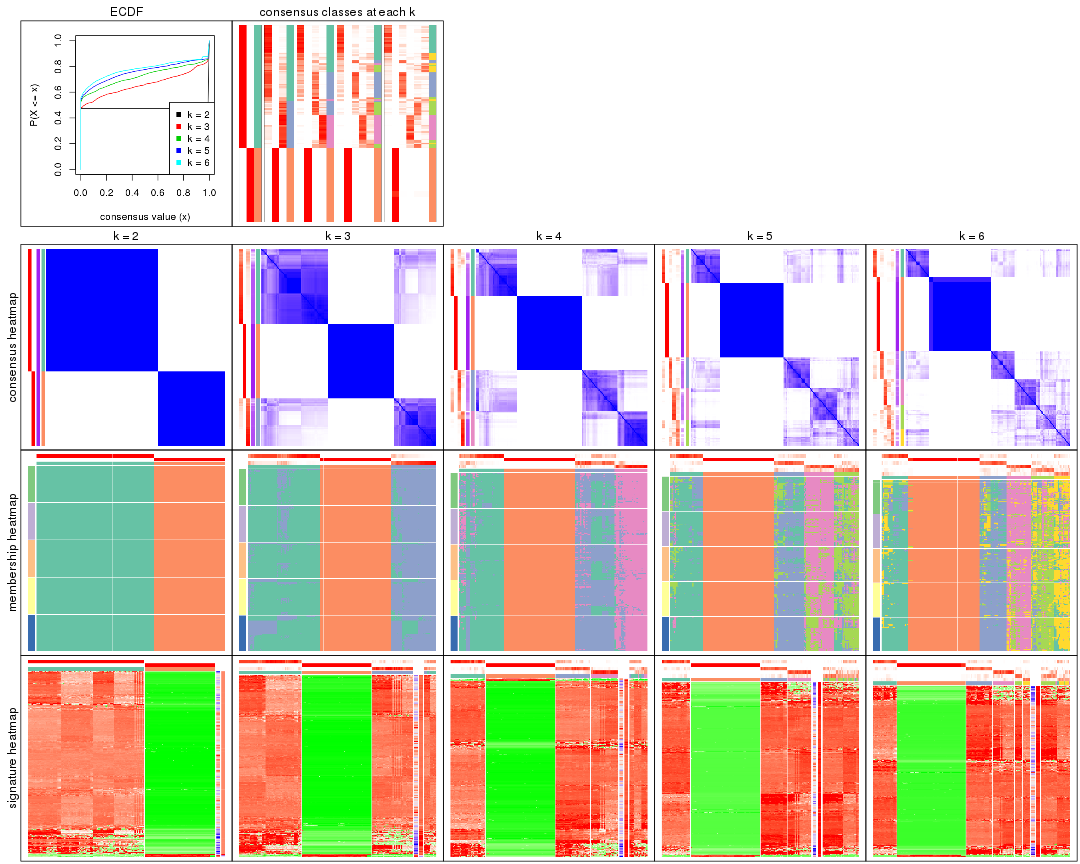 ECDF
consensus classes at each k
P(X <= x)
0.0 0.2 0.4 0.6 0.8 1.0
k = 2
k = 3
k = 4
k = 5
k = 6
0.0 0.2 0.4 0.6 0.8 1.0
consensus value (x)
k = 2
k = 3
k = 4
k = 5
k = 6
consensus heatmap
membership heatmap
signature heatmap